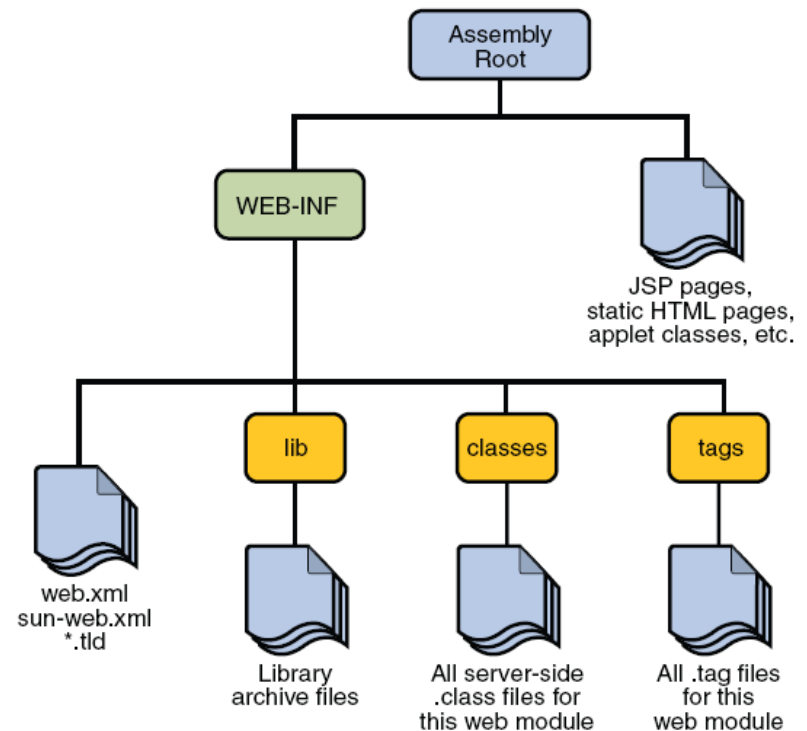 Assembly
Root
WEB-INF
JSP pages,
static HTML pages,
applet classes, etc.
lib
classes
tags
web.xml
sun-web.xml
*.tld
Library
archive files
All server-side
.class files for
this web module
All .tag files
for this
web module